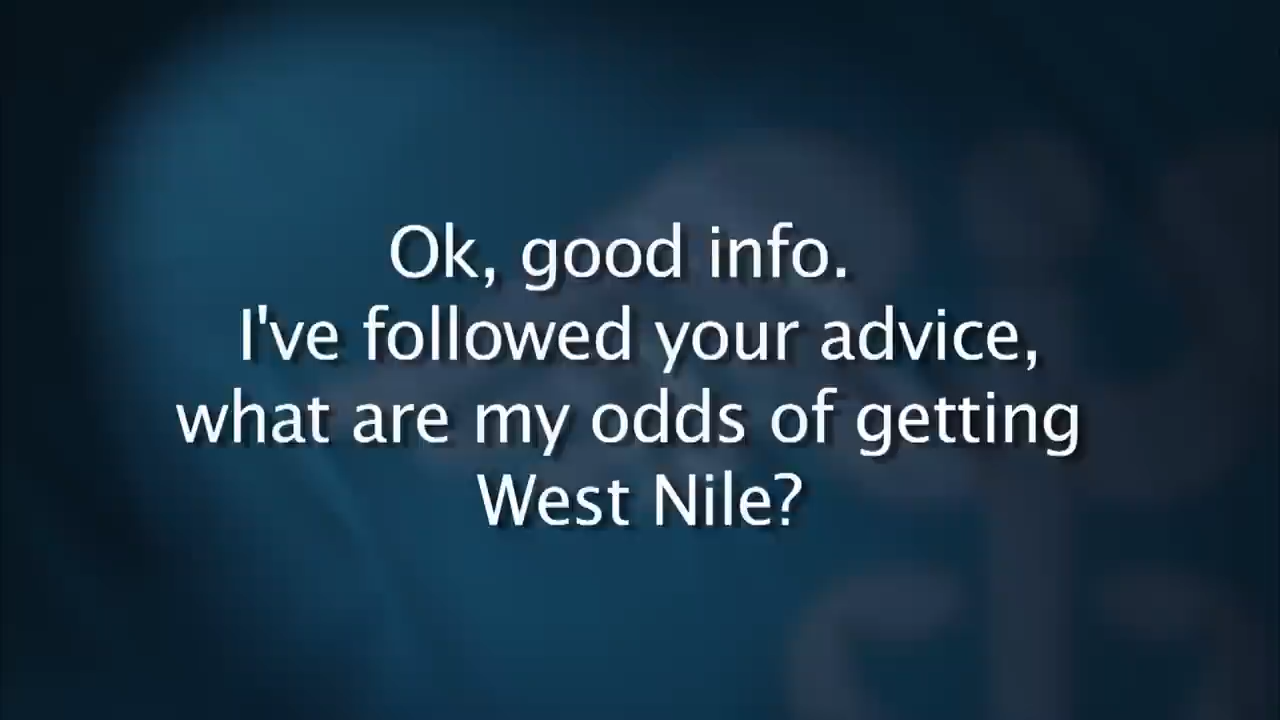 Ok, good info.
I've followed your advice,
what are my odds of getting
West Nile?